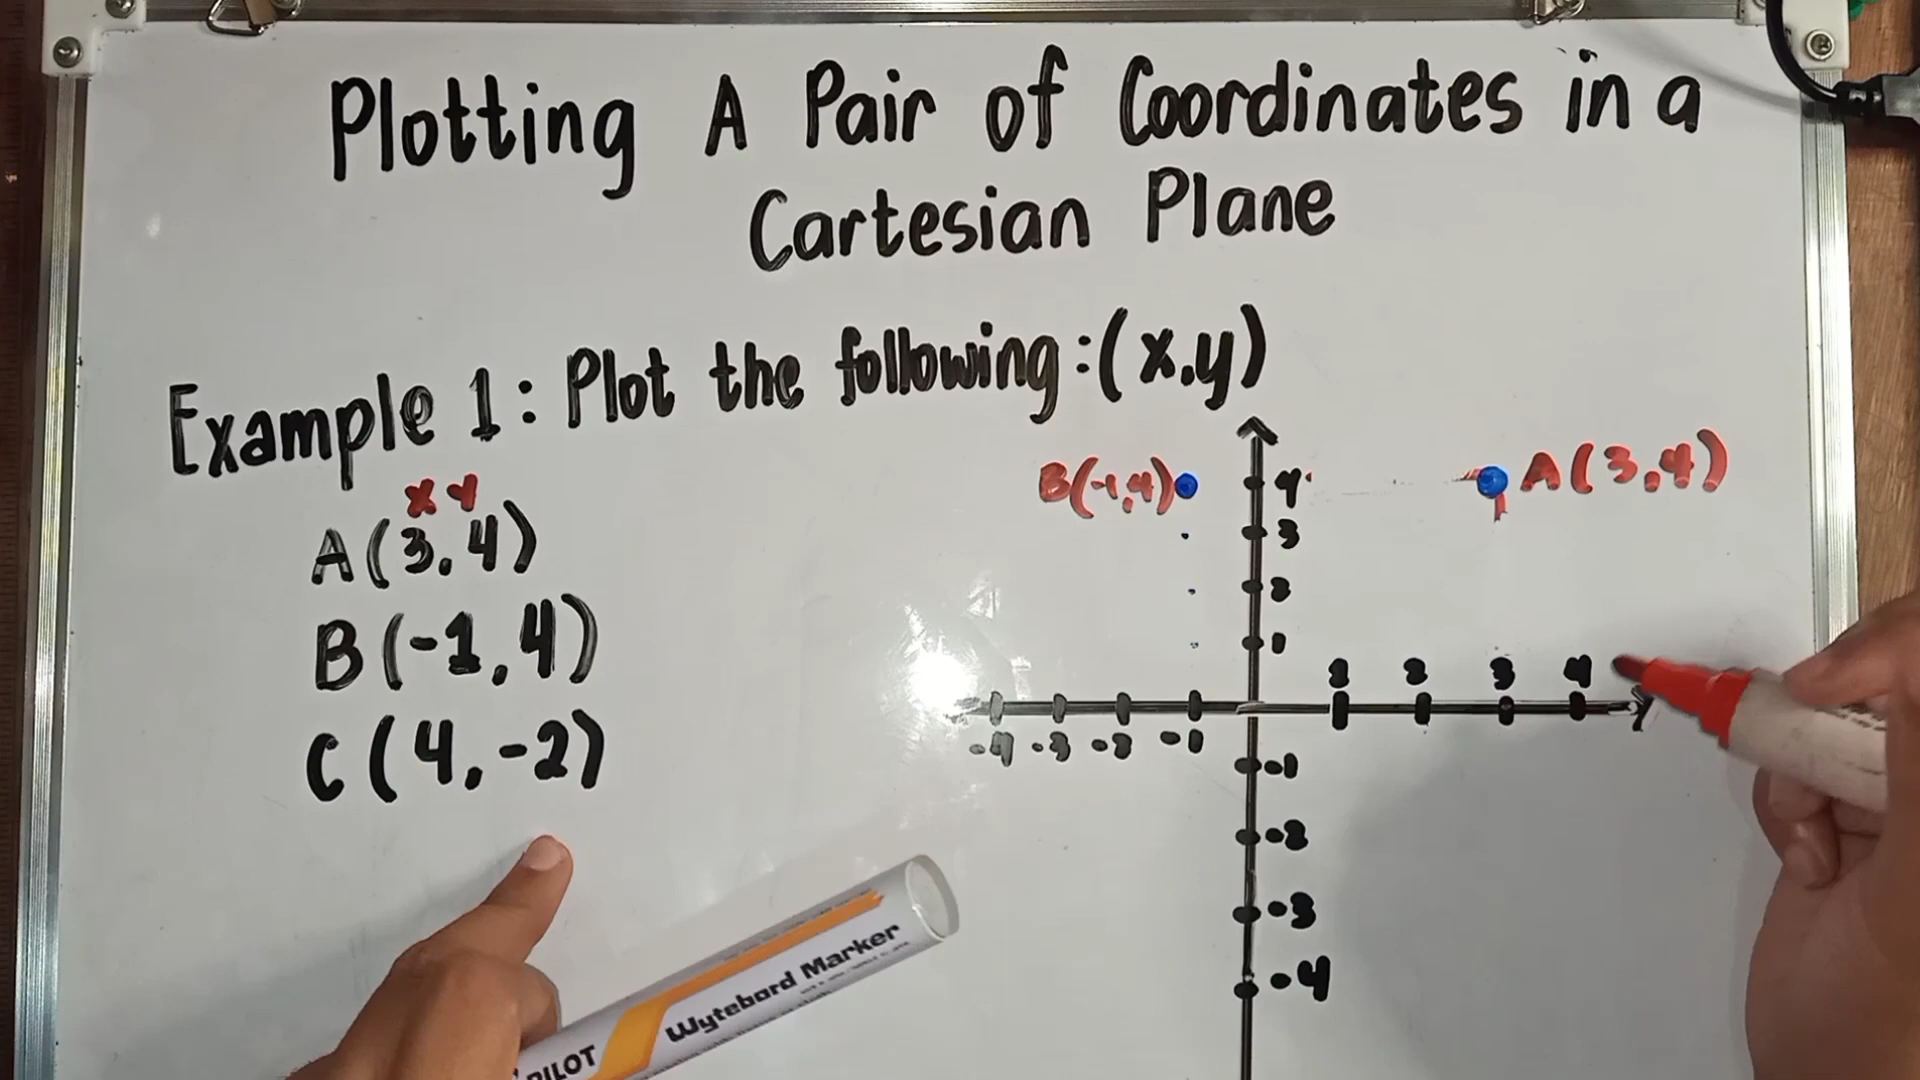 Plotting A Pair of Coordinates in a
Cartesian Plane
Example 1: Plot the following: (x,y)
x y
A (3, 4)
B (-1, 4)
C (4, -2)
B(-1,4)
A (3,4)
4
3
2
1
2 2 3 4
-4 -3 -2 -1
-1
-2
-3
-4
PILOT Wytebord Marker